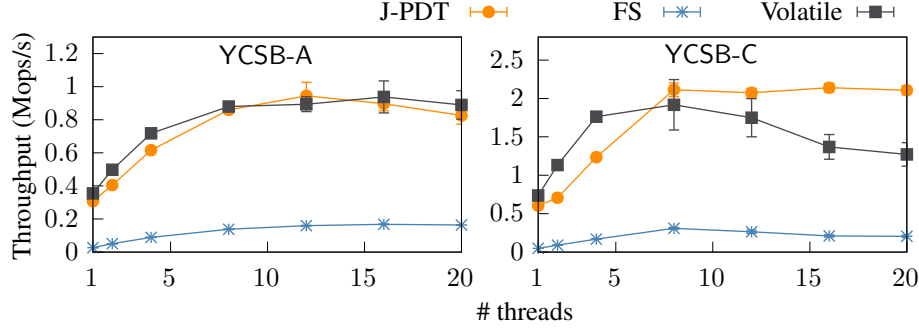 J-PDT FS Volatile
YCSB-A
YCSB-C
Throughput (Mops/s)
1.2
1
0.8
0.6
0.4
0.2
0
1 5 10 15 20
2.5
2
1.5
1
0.5
0
1 5 10 15 20
# threads